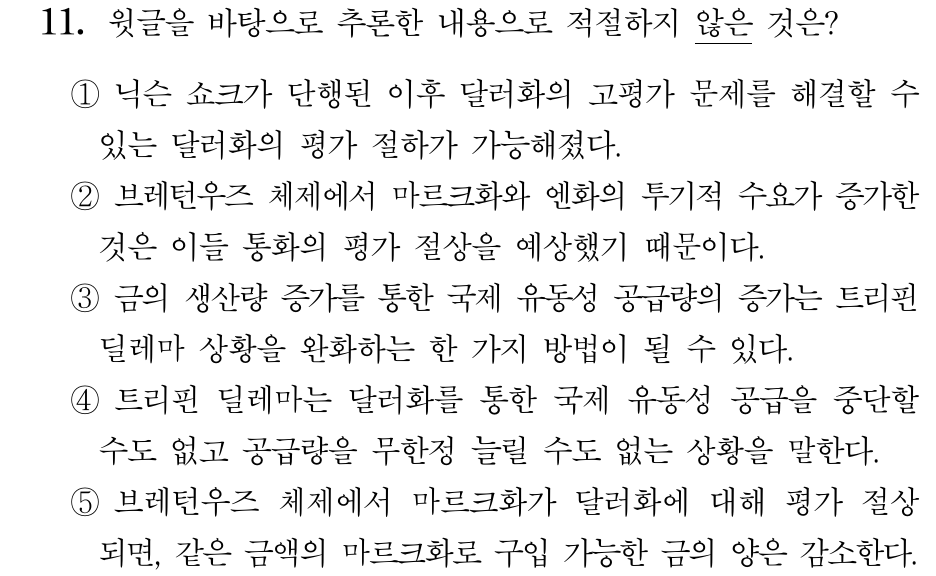 11. 윗글을 바탕으로 추론한 내용으로 적절하지 않은 것은?
① 닉슨 쇼크가 단행된 이후 달러화의 고평가 문제를 해결할 수
있는 달러화의 평가 절하가 가능해졌다.
② 브레턴우즈 체제에서 마르크화와 엔화의 투기적 수요가 증가한
것은 이들 통화의 평가 절상을 예상했기 때문이다.
③ 금의 생산량 증가를 통한 국제 유동성 공급량의 증가는 트리핀
딜레마 상황을 완화하는 한 가지 방법이 될 수 있다.
④ 트리핀 딜레마는 달러화를 통한 국제 유동성 공급을 중단할
수도 없고 공급량을 무한정 늘릴 수도 없는 상황을 말한다.
⑤ 브레턴우즈 체제에서 마르크화가 달러화에 대해 평가 절상
되면, 같은 금액의 마르크화로 구입 가능한 금의 양은 감소한다.